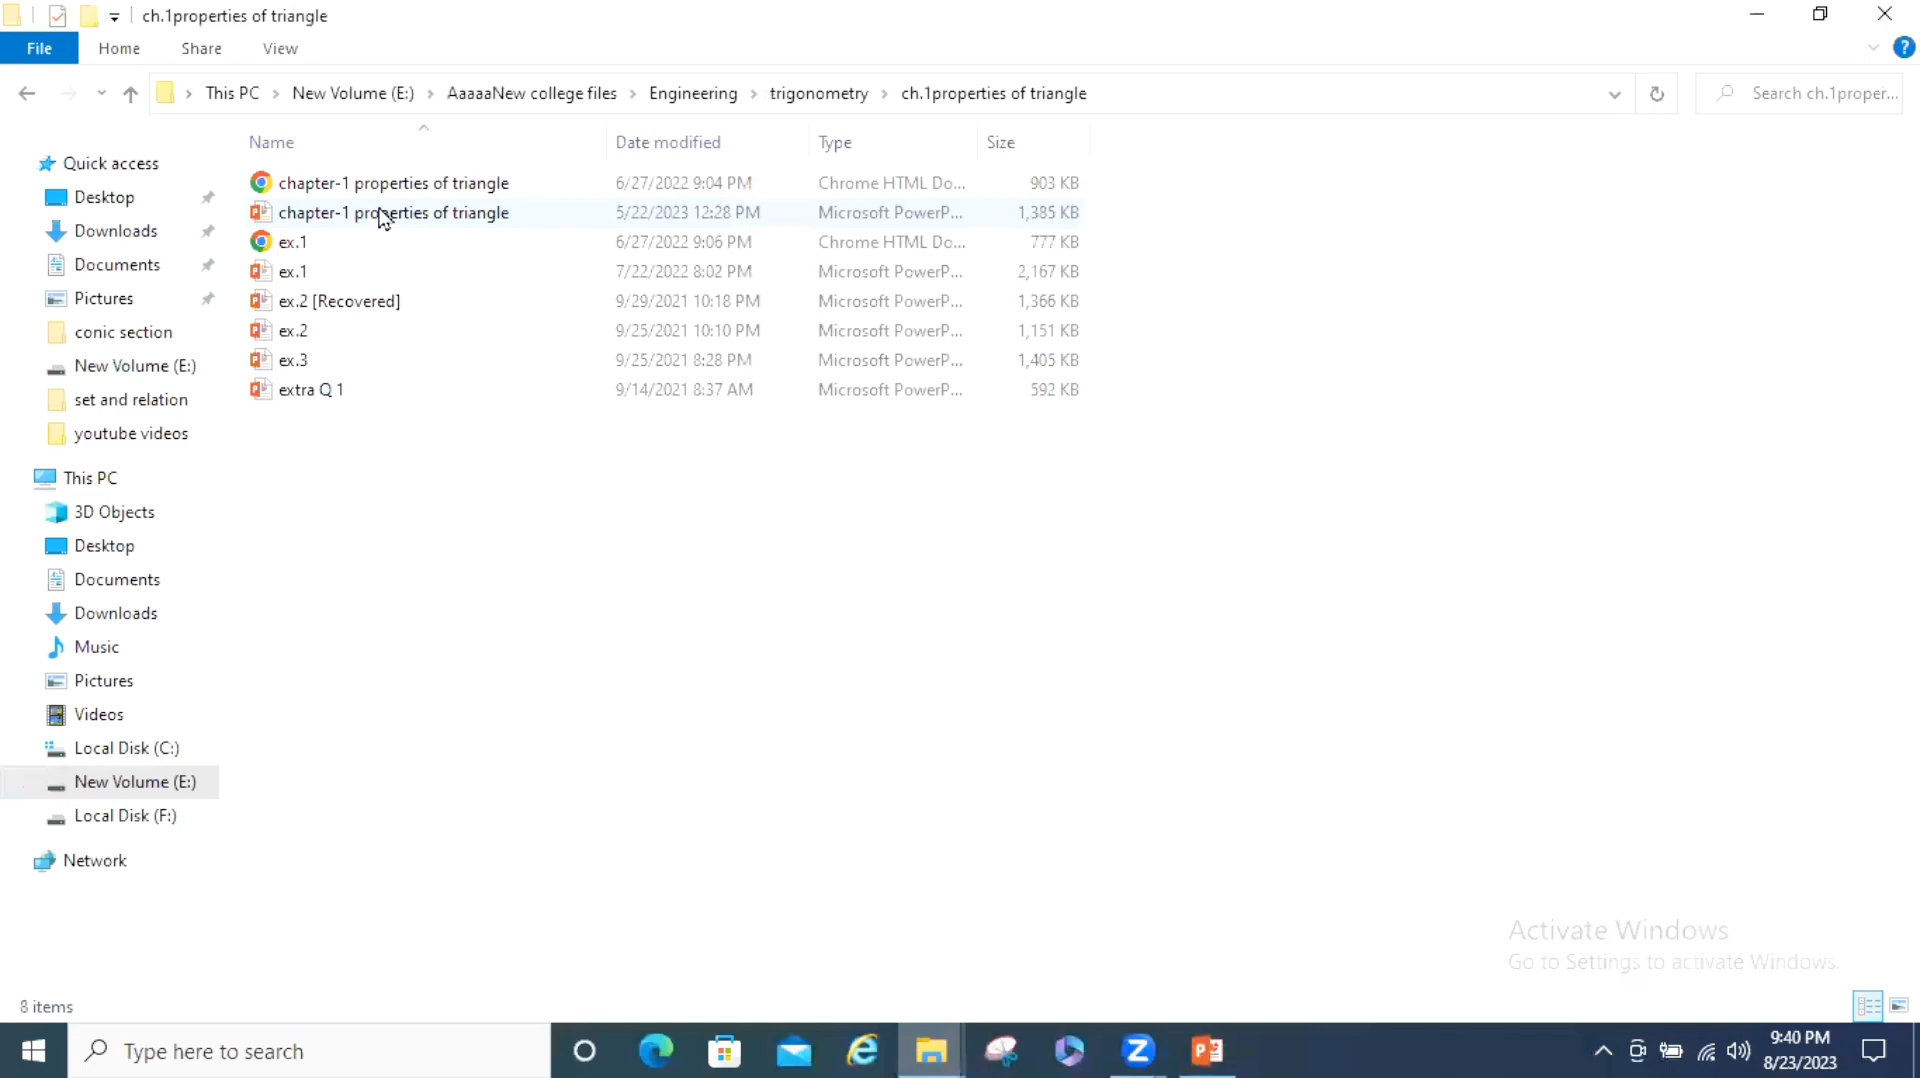 ch.1properties of triangle
File Home Share View
This PC New Volume (E:) AaaaaNew college files Engineering trigonometry ch.1properties of triangle Search ch.1proper...
Name Date modified Type Size
chapter-1 properties of triangle 6/27/2022 9:04 PM Chrome HTML Do... 903 KB
chapter-1 properties of triangle 5/22/2023 12:28 PM Microsoft PowerP... 1,385 KB
ex.1 6/27/2022 9:06 PM Chrome HTML Do... 777 KB
ex.1 7/22/2022 8:02 PM Microsoft PowerP... 2,167 KB
ex.2 [Recovered] 9/29/2021 10:18 PM Microsoft PowerP... 1,366 KB
ex.2 9/25/2021 10:10 PM Microsoft PowerP... 1,151 KB
ex.3 9/25/2021 8:28 PM Microsoft PowerP... 1,405 KB
extra Q 1 9/14/2021 8:37 AM Microsoft PowerP... 592 KB
Quick access
Desktop
Downloads
Documents
Pictures
conic section
New Volume (E:)
set and relation
youtube videos
This PC
3D Objects
Desktop
Documents
Downloads
Music
Pictures
Videos
Local Disk (C:)
New Volume (E:)
Local Disk (F:)
Network
Activate Windows
Go to Settings to activate Windows.
8 items
Type here to search
9:40 PM
8/23/2023